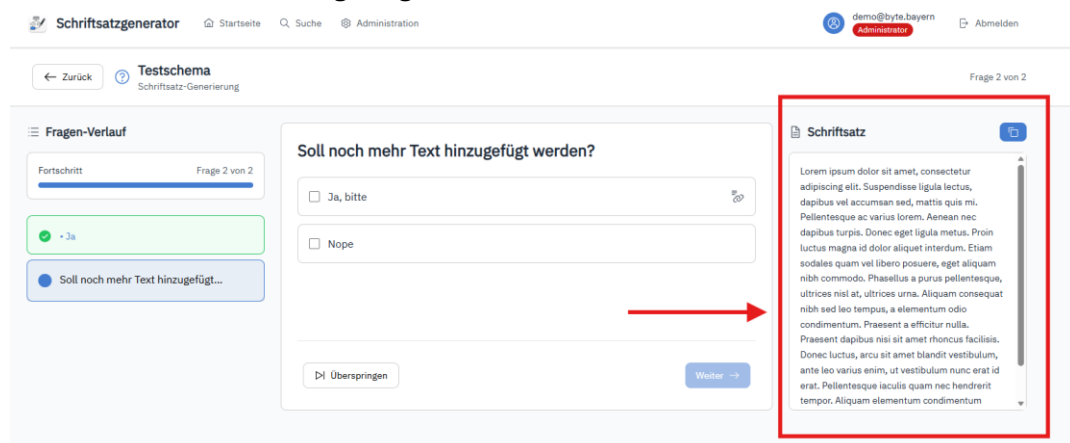 Schriftsatzgenerator Startseite Suche Administration demo@byte.bayern Abmelden
Administrator
Zurück Testschema Frage 2 von 2
Schriftsatz-Generierung
Fragen-Verlauf
Fortschritt Frage 2 von 2
• Ja
Soll noch mehr Text hinzugefügt...
Soll noch mehr Text hinzugefügt werden?
Ja, bitte
Nope
Überspringen Weiter
Schriftsatz
Lorem ipsum dolor sit amet, consectetur
adipiscing elit. Suspendisse ligula lectus,
dapibus vel accumsan sed, mattis quis mi.
Pellentesque ac varius lorem. Aenean nec
dapibus turpis. Donec eget ligula metus. Proin
luctus magna id dolor aliquet interdum. Etiam
sodales quam vel libero posuere, eget aliquam
nibh commodo. Phasellus a purus pellentesque,
ultrices nisl at, ultrices urna. Aliquam consequat
nibh sed leo tempus, a elementum odio
condimentum. Praesent a efficitur nulla.
Praesent dapibus nisi sit amet rhoncus facilisis.
Donec luctus, arcu sit amet blandit vestibulum,
ante leo varius enim, ut vestibulum nunc erat id
erat. Pellentesque iaculis quam nec hendrerit
tempor. Aliquam elementum condimentum